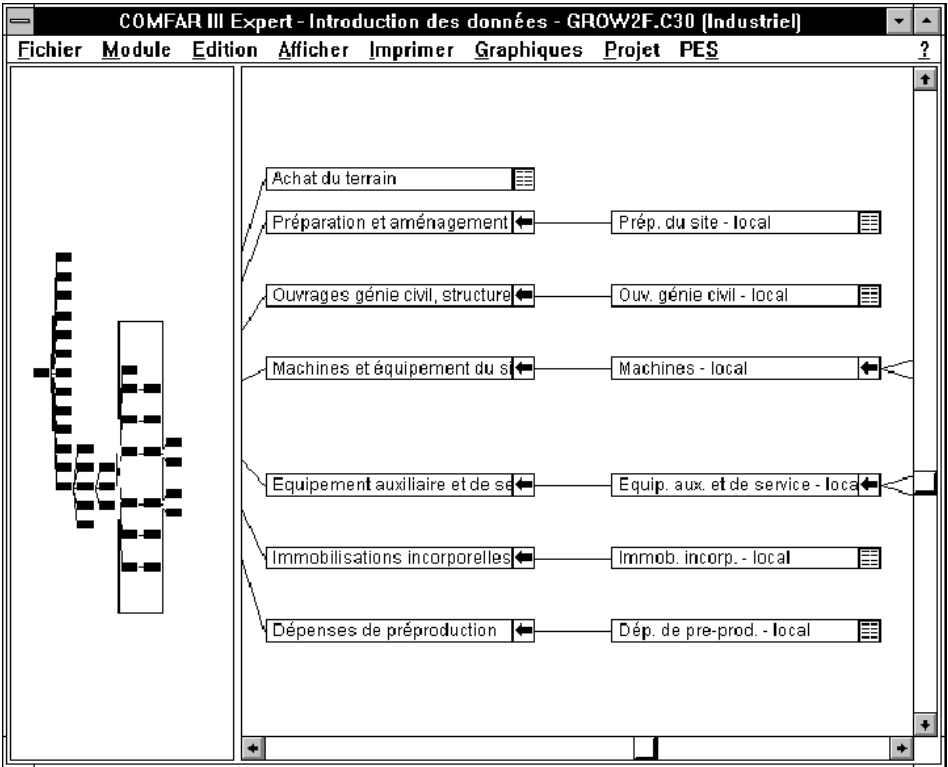 COMFAR III Expert - Introduction des données - GROW2F.C30 (Industriel)
Fichier Module Edition Afficher Imprimer Graphiques Projet PES ?
Achat du terrain
Préparation et aménagement Prép. du site - local
Ouvrages génie civil, structure Ouv. génie civil - local
Machines et équipement du si Machines - local
Equipement auxiliaire et de se Equip. aux. et de service - loca
Immobilisations incorporelles Immob. incorp. - local
Dépenses de préproduction Dép. de pre-prod. - local